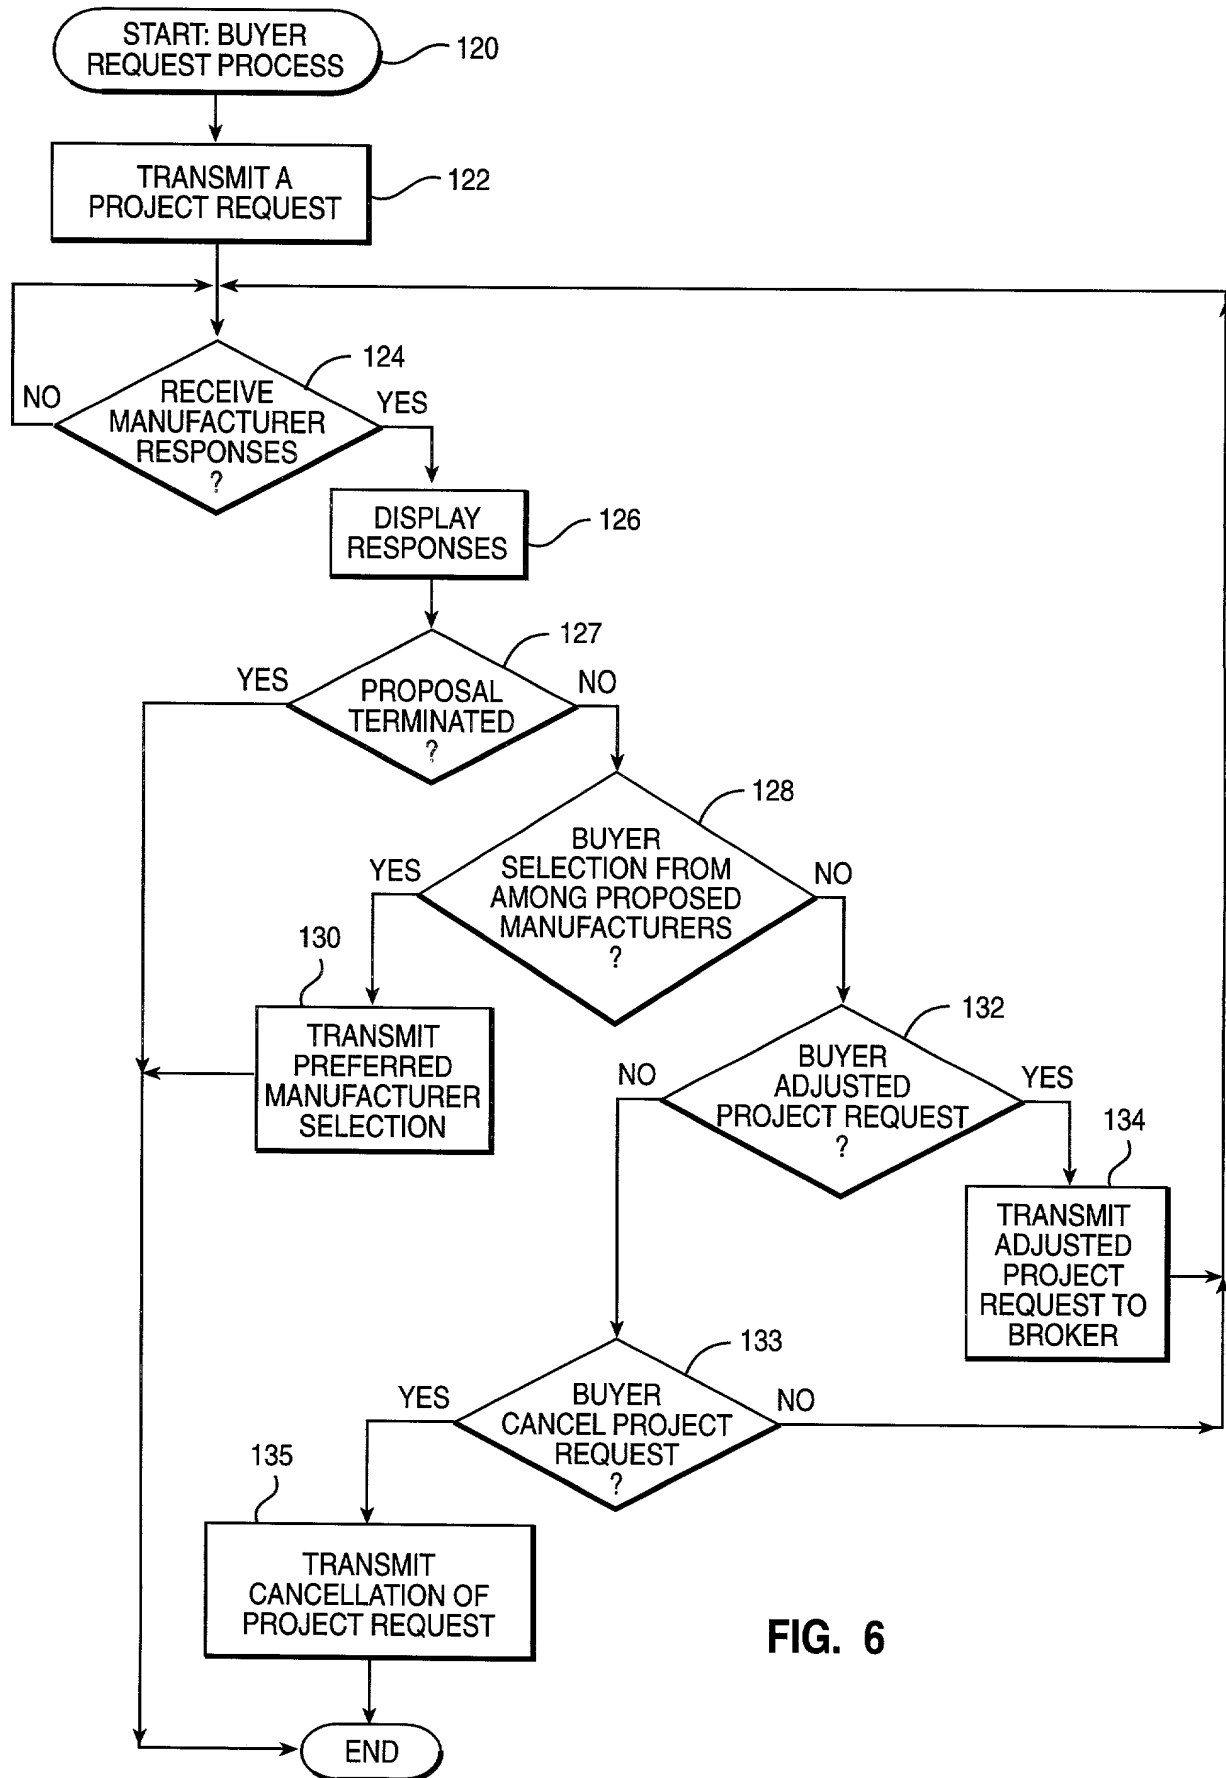 START: BUYER
REQUEST PROCESS
120
TRANSMIT A
PROJECT REQUEST
122
124
NO
RECEIVE
MANUFACTURER
RESPONSES
?
YES
DISPLAY
RESPONSES
126
127
YES
PROPOSAL
TERMINATED
?
NO
128
YES
BUYER
SELECTION FROM
AMONG PROPOSED
MANUFACTURERS
?
NO
130
TRANSMIT
PREFERRED
MANUFACTURER
SELECTION
132
NO
BUYER
ADJUSTED
PROJECT REQUEST
?
YES
134
TRANSMIT
ADJUSTED
PROJECT
REQUEST TO
BROKER
133
YES
BUYER
CANCEL PROJECT
REQUEST
?
NO
135
TRANSMIT
CANCELLATION OF
PROJECT REQUEST
FIG. 6
END